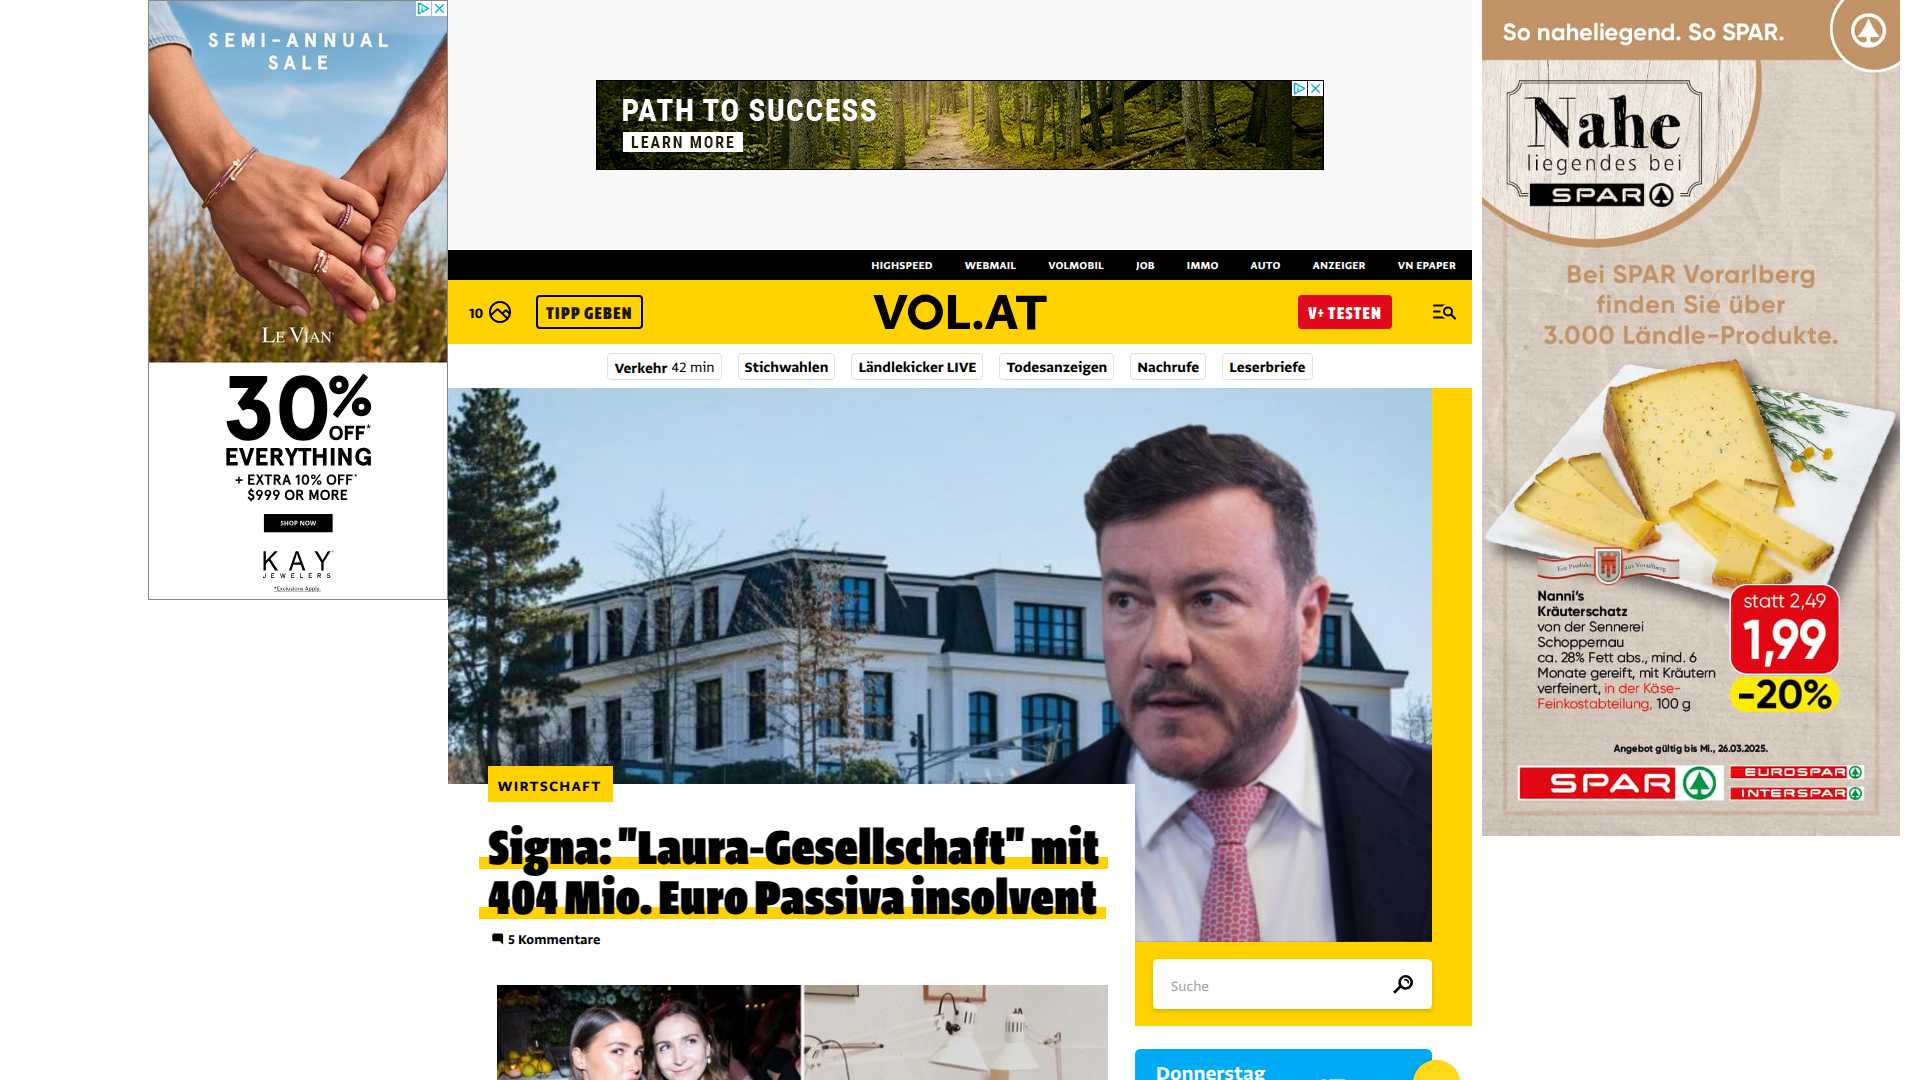 SEMI-ANNUAL
SALE
LE VIAN
30%
OFF*
EVERYTHING
+ EXTRA 10% OFF*
$999 OR MORE
SHOP NOW
KAY
JEWELERS
*Exclusions Apply.
PATH TO SUCCESS
LEARN MORE
HIGHSPEED WEBMAIL VOLMOBIL JOB IMMO AUTO ANZEIGER VN EPAPER
10 TIPP GEBEN VOL.AT V+ TESTEN
Verkehr 42 min Stichwahlen Ländlekicker LIVE Todesanzeigen Nachrufe Leserbriefe
WIRTSCHAFT
Signa: "Laura-Gesellschaft" mit
404 Mio. Euro Passiva insolvent
5 Kommentare
Suche
Donnerstag
So naheliegend. So SPAR.
Nahe
liegendes bei
SPAR
Bei SPAR Vorarlberg
finden Sie über
3.000 Ländle-Produkte.
Ein Produkt aus Vorarlberg
Nanni's
Kräuterschatz
von der Sennerei
Schoppernau
ca. 28% Fett abs., mind. 6
Monate gereift, mit Kräutern
verfeinert, in der Käse-
Feinkostabteilung, 100 g
statt 2,49
1,99
-20%
Angebot gültig bis Mi., 26.03.2025.
SPAR
EUROSPAR
INTERSPAR